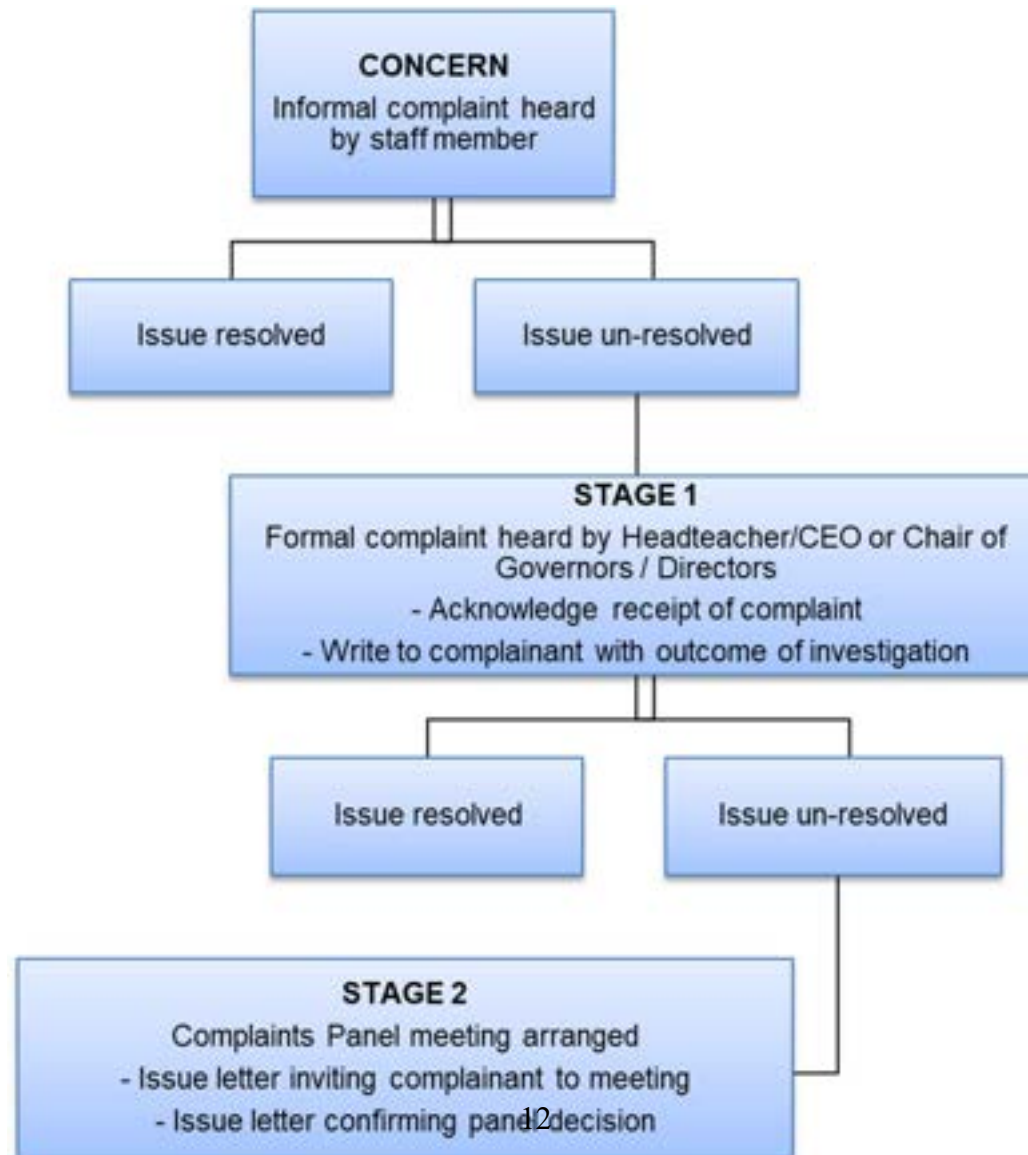 CONCERN
Informal complaint heard
by staff member
Issue resolved
Issue un-resolved
STAGE 1
Formal complaint heard by Headteacher/CEO or Chair of
Governors / Directors
- Acknowledge receipt of complaint
- Write to complainant with outcome of investigation
Issue resolved
Issue un-resolved
STAGE 2
Complaints Panel meeting arranged
- Issue letter inviting complainant to meeting
- Issue letter confirming panel decision
12